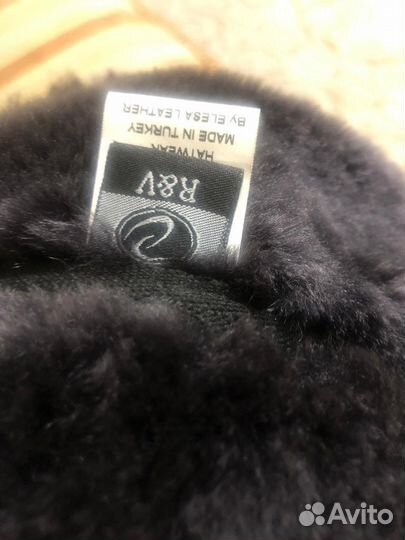 R&V
HATWEAR
MADE IN TURKEY
By ELESA LEATHER
Avito